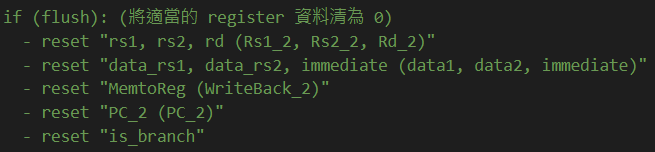 if (flush): (將適當的 register 資料清為 0)
- reset "rs1, rs2, rd (Rs1_2, Rs2_2, Rd_2)"
- reset "data_rs1, data_rs2, immediate (data1, data2, immediate)"
- reset "MemtoReg (WriteBack_2)"
- reset "PC_2 (PC_2)"
- reset "is_branch"